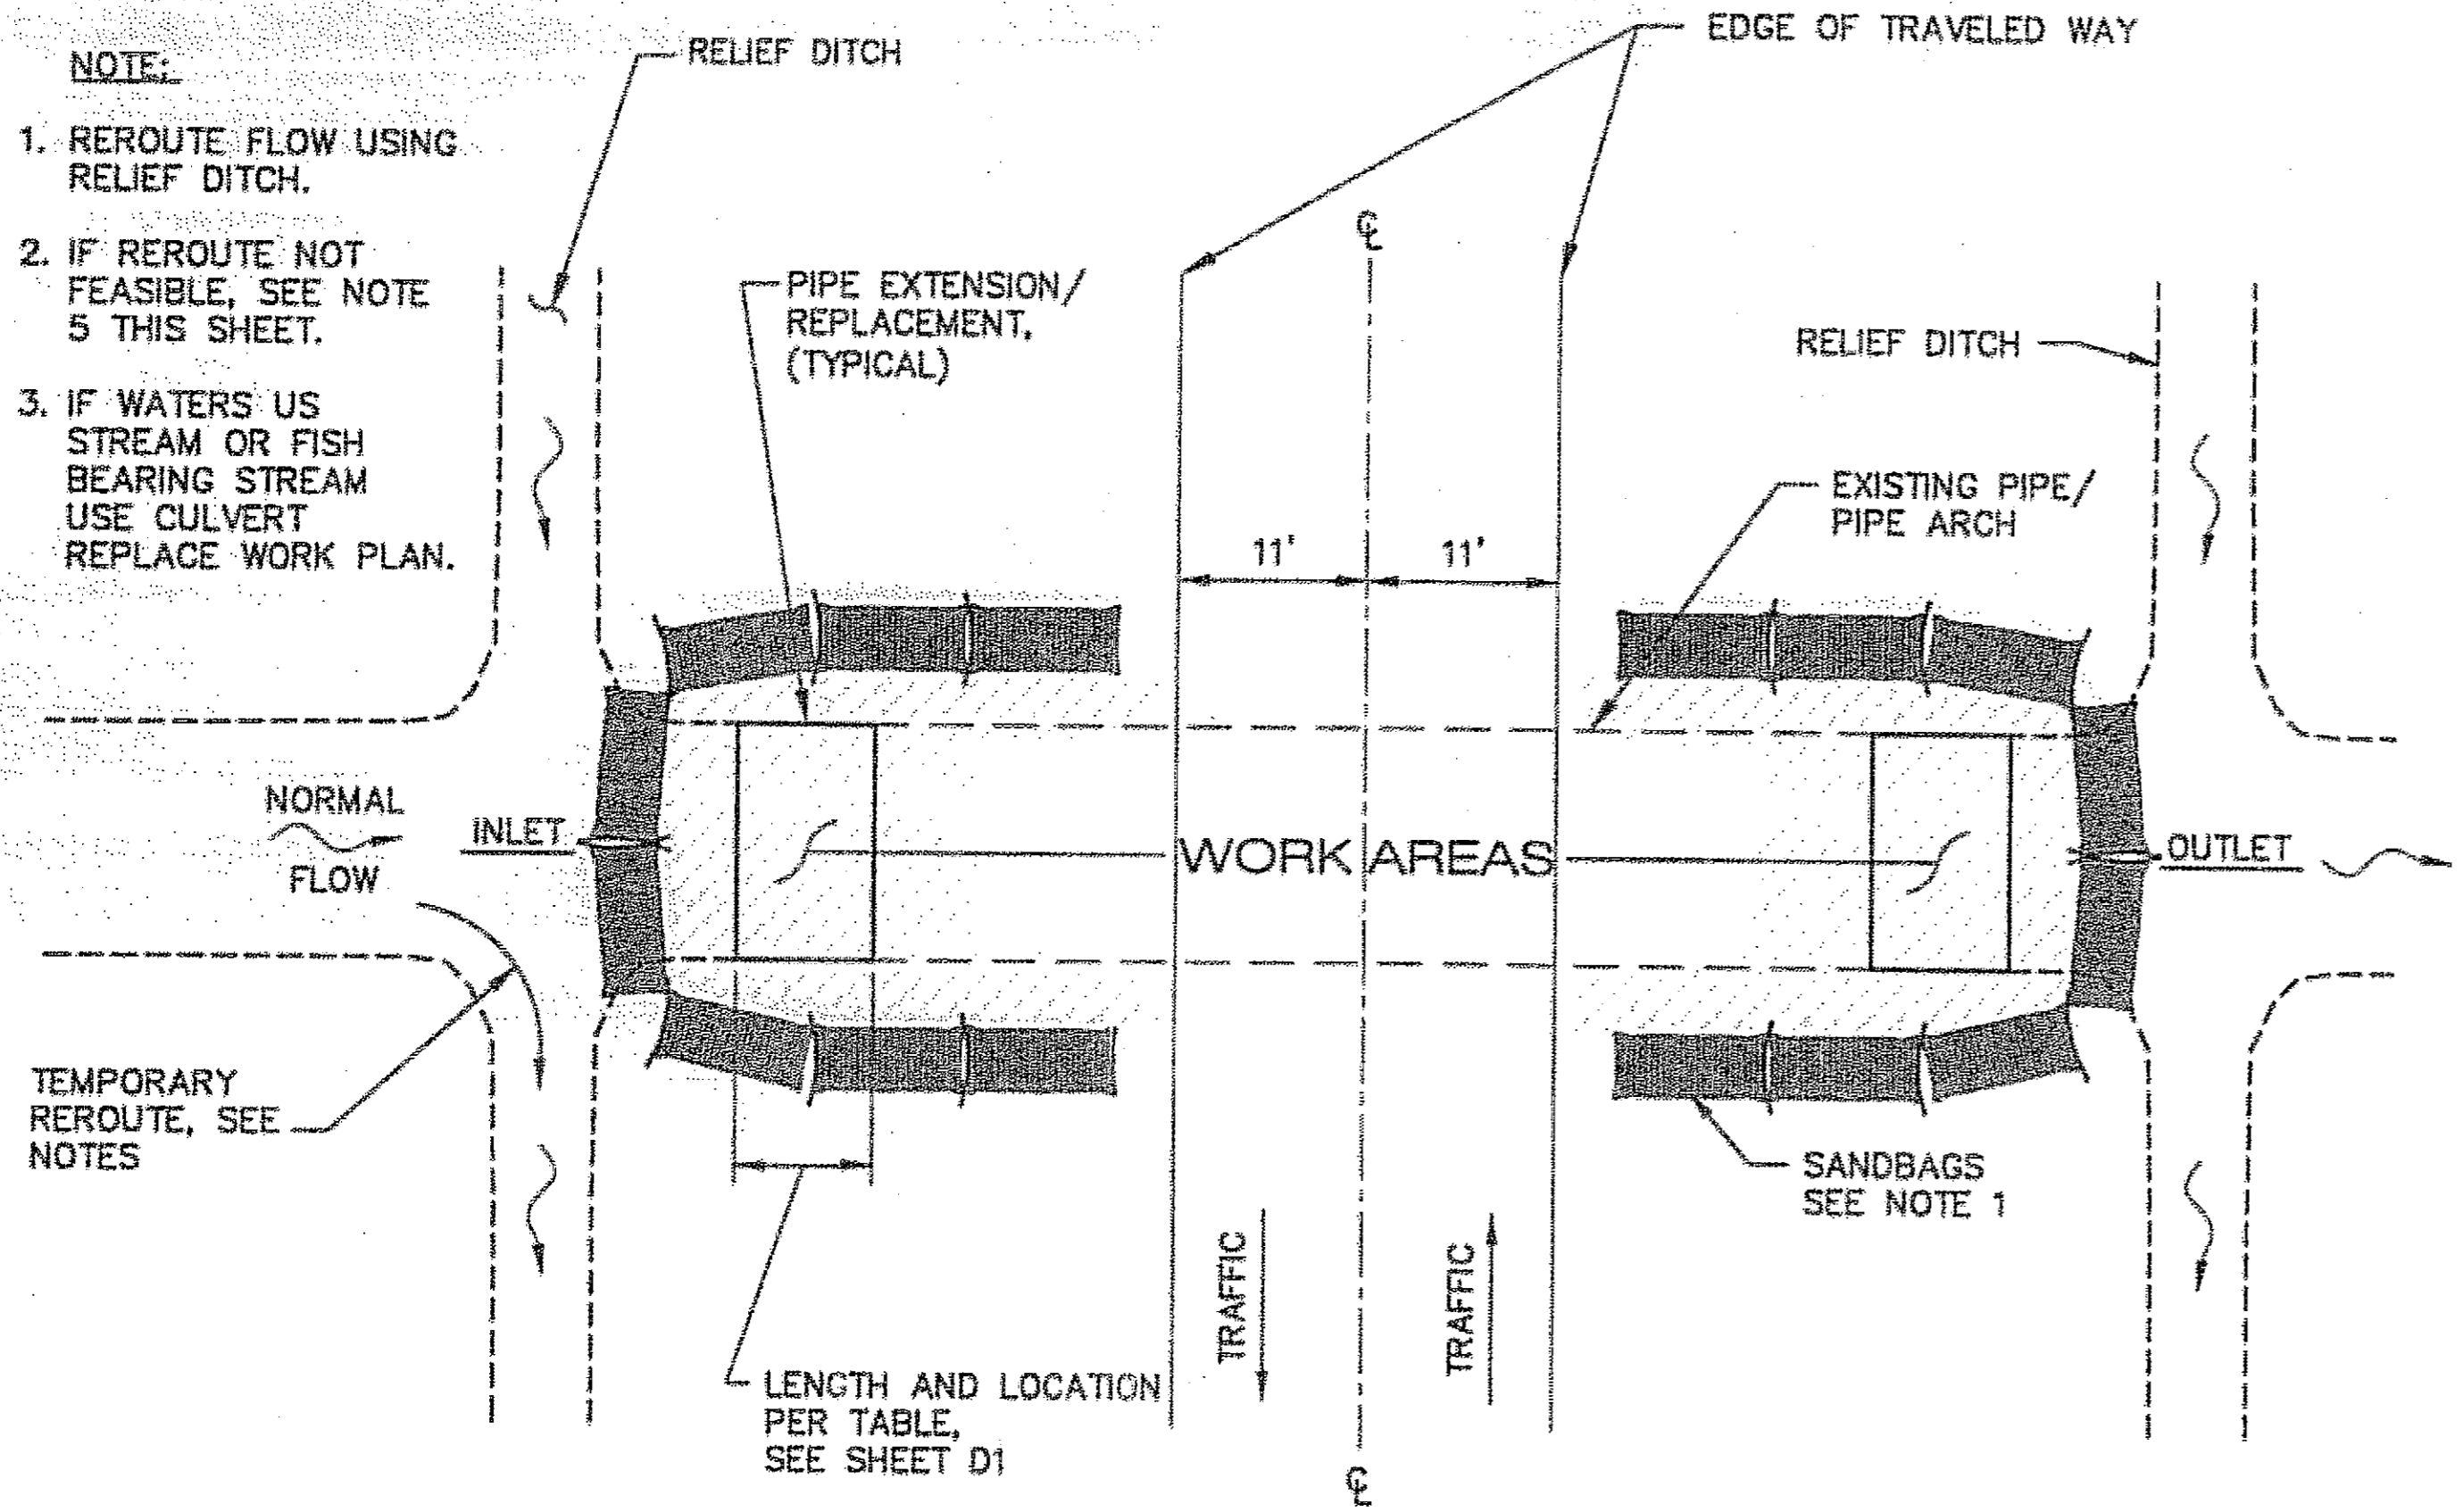 NOTE:
1. REROUTE FLOW USING
RELIEF DITCH.
2. IF REROUTE NOT
FEASIBLE, SEE NOTE
5 THIS SHEET.
3. IF WATERS US
STREAM OR FISH
BEARING STREAM
USE CULVERT
REPLACE WORK PLAN.
RELIEF DITCH
EDGE OF TRAVELED WAY
℄
PIPE EXTENSION/
REPLACEMENT.
(TYPICAL)
RELIEF DITCH
EXISTING PIPE/
PIPE ARCH
11'
11'
NORMAL
FLOW
INLET
WORK AREAS
OUTLET
TEMPORARY
REROUTE, SEE
NOTES
SANDBAGS
SEE NOTE 1
TRAFFIC
TRAFFIC
LENGTH AND LOCATION
PER TABLE,
SEE SHEET D1
℄